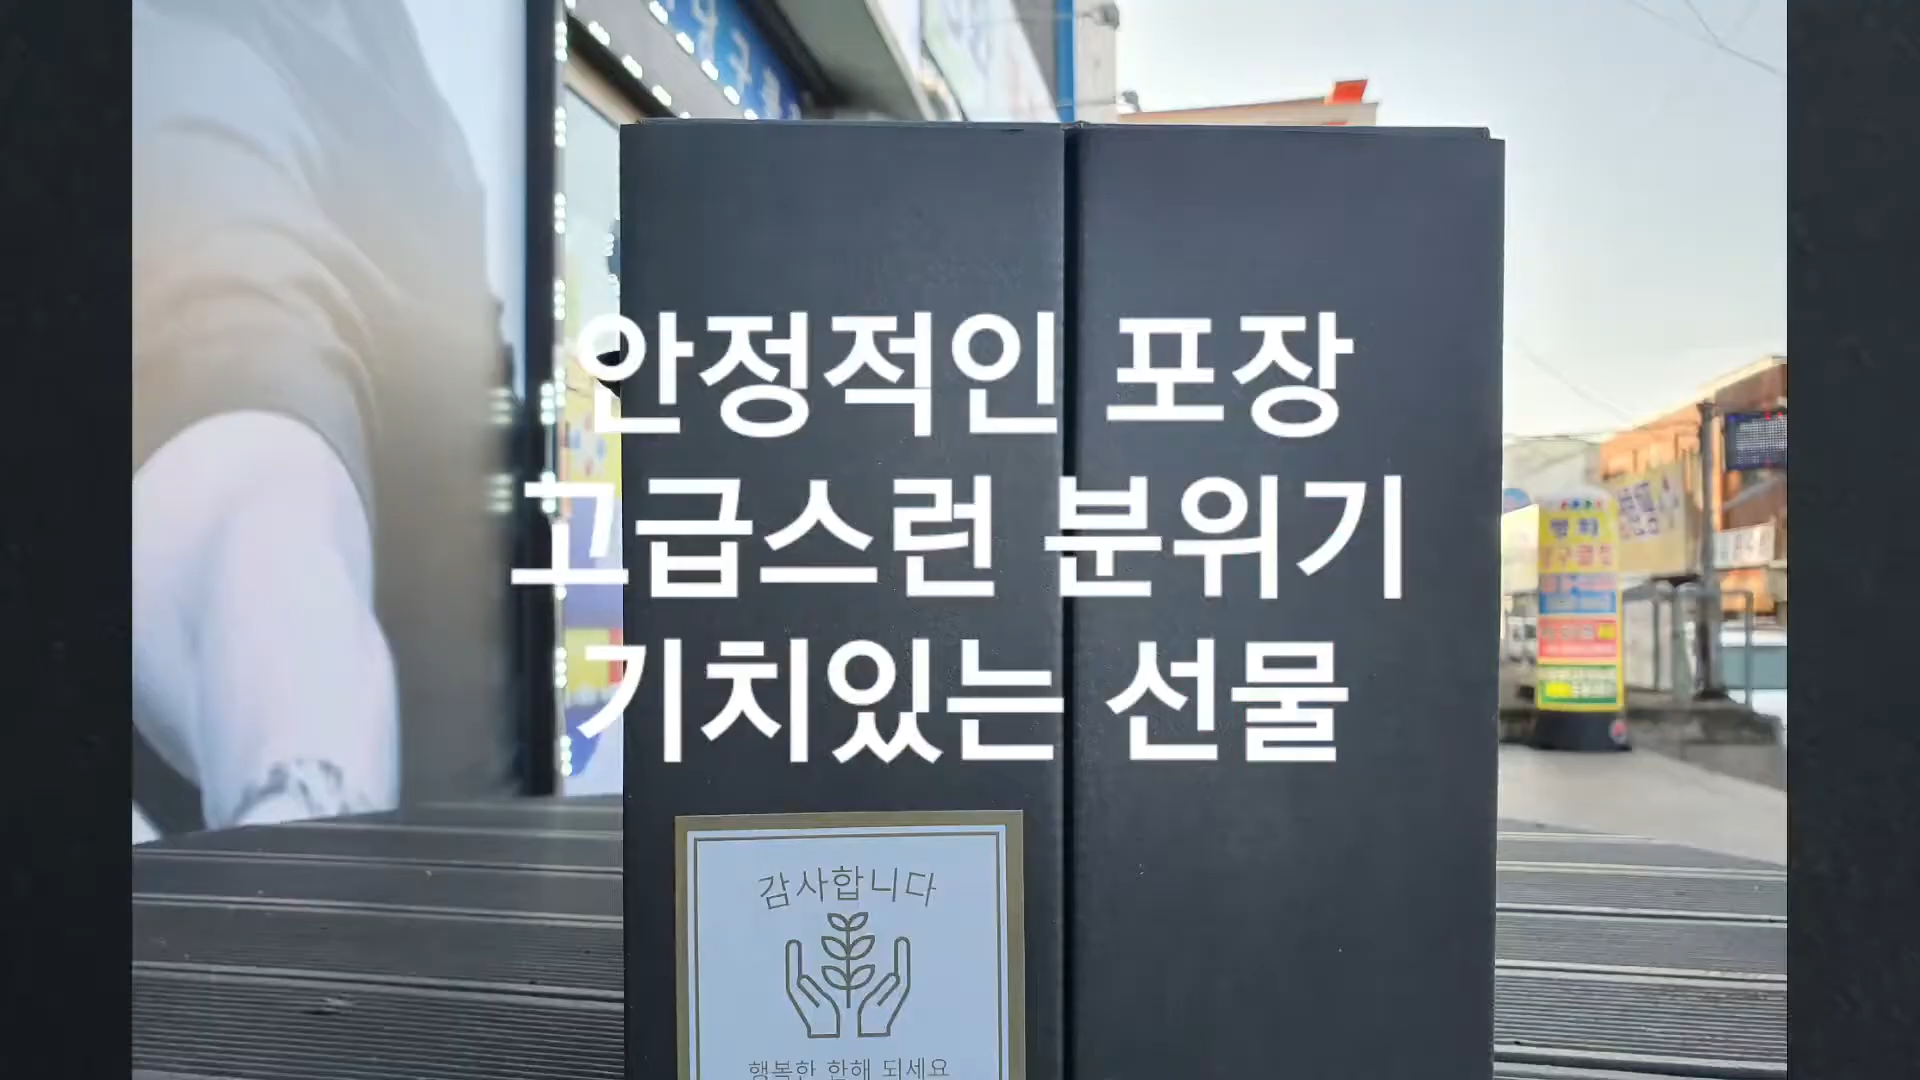 안정적인 포장
고급스런 분위기
기치있는 선물
감사합니다
행복한 한해 되세요